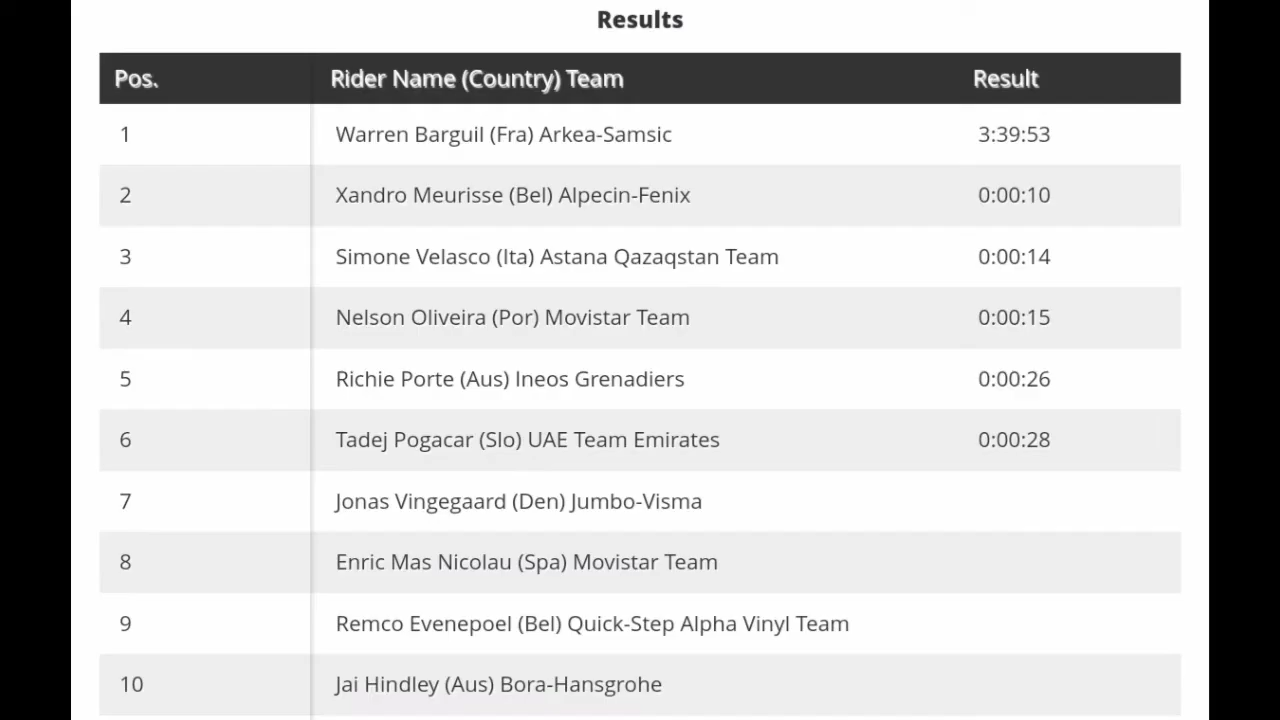 Results
Pos. Rider Name (Country) Team Result
1 Warren Barguil (Fra) Arkea-Samsic 3:39:53
2 Xandro Meurisse (Bel) Alpecin-Fenix 0:00:10
3 Simone Velasco (Ita) Astana Qazaqstan Team 0:00:14
4 Nelson Oliveira (Por) Movistar Team 0:00:15
5 Richie Porte (Aus) Ineos Grenadiers 0:00:26
6 Tadej Pogacar (Slo) UAE Team Emirates 0:00:28
7 Jonas Vingegaard (Den) Jumbo-Visma
8 Enric Mas Nicolau (Spa) Movistar Team
9 Remco Evenepoel (Bel) Quick-Step Alpha Vinyl Team
10 Jai Hindley (Aus) Bora-Hansgrohe